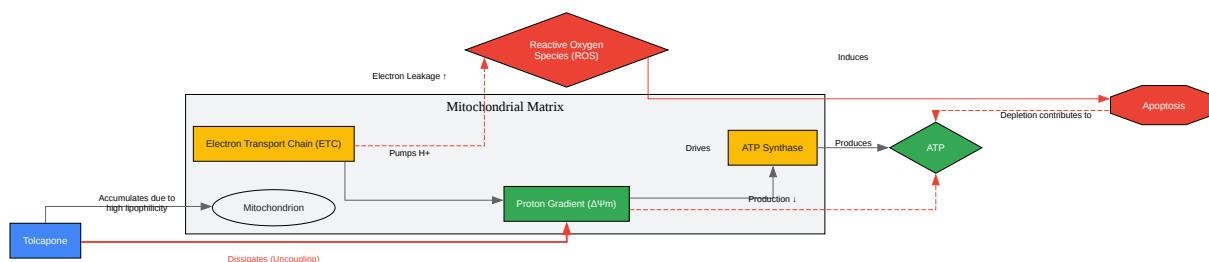 Reactive Oxygen
Species (ROS)
Induces
Electron Leakage ↑
Mitochondrial Matrix
Apoptosis
Depletion contributes to
Electron Transport Chain (ETC)
Pumps H+
Drives
ATP Synthase
Produces
ATP
Accumulates due to
high lipophilicity
Mitochondrion
Proton Gradient (ΔΨm)
Production ↓
Tolcapone
Dissipates (Uncoupling)